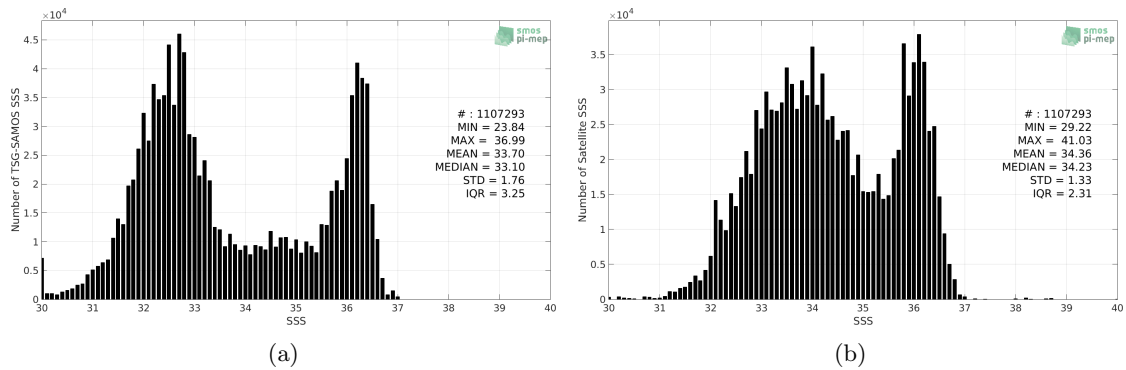 ×10⁴
4.5
4
3.5
3
2.5
2
1.5
1
0.5
0
30 31 32 33 34 35 36 37 38 39 40
SSS
Number of TSG-SAMOS SSS
smos
pi-mep
# : 1107293
MIN = 23.84
MAX = 36.99
MEAN = 33.70
MEDIAN = 33.10
STD = 1.76
IQR = 3.25
(a)
×10⁴
3.5
3
2.5
2
1.5
1
0.5
0
30 31 32 33 34 35 36 37 38 39 40
SSS
Number of Satellite SSS
smos
pi-mep
# : 1107293
MIN = 29.22
MAX = 41.03
MEAN = 34.36
MEDIAN = 34.23
STD = 1.33
IQR = 2.31
(b)